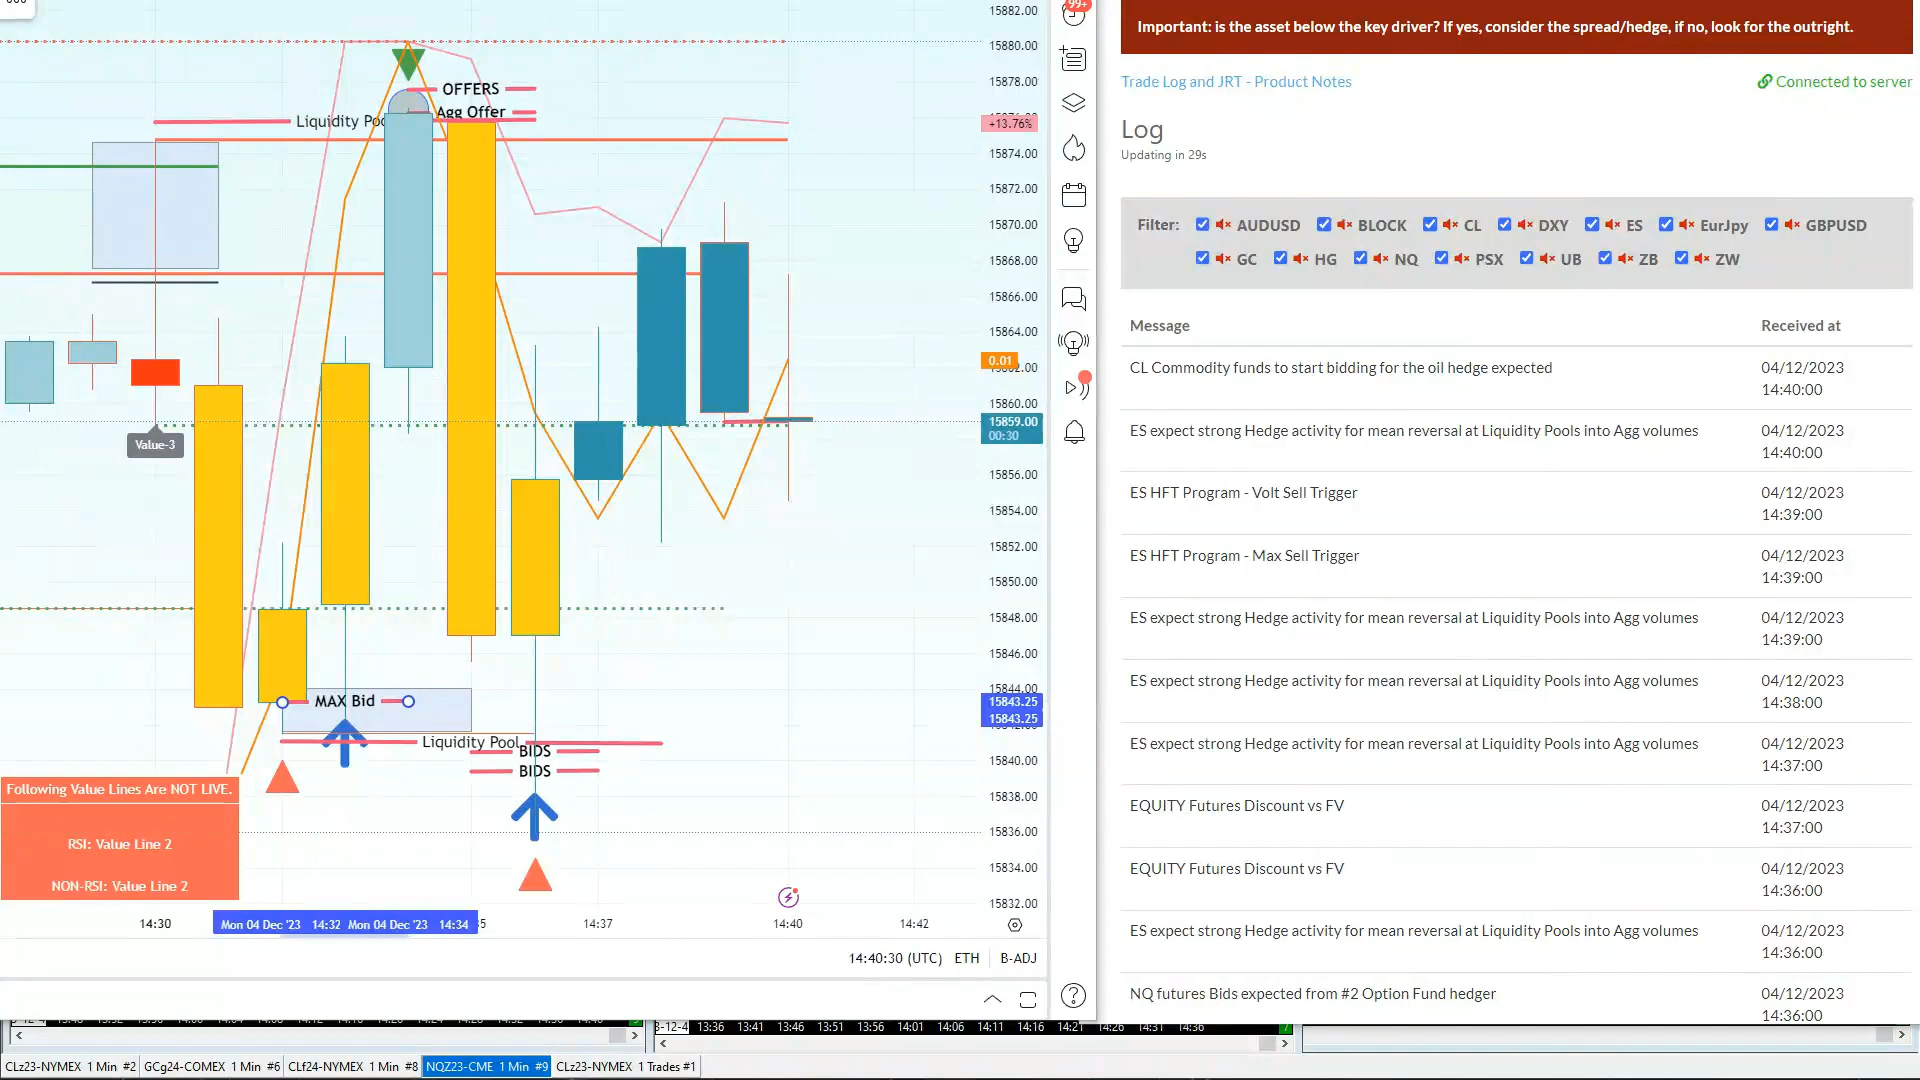 Important: is the asset below the key driver? If yes, consider the spread/hedge, if no, look for the outright.
Trade Log and JRT - Product Notes
Connected to server
Log
Updating in 29s
Filter: AUDUSD BLOCK CL DXY ES EurJpy GBPUSD
GC HG NQ PSX UB ZB ZW
Message Received at
CL Commodity funds to start bidding for the oil hedge expected 04/12/2023
14:40:00
ES expect strong Hedge activity for mean reversal at Liquidity Pools into Agg volumes 04/12/2023
14:40:00
ES HFT Program - Volt Sell Trigger 04/12/2023
14:39:00
ES HFT Program - Max Sell Trigger 04/12/2023
14:39:00
ES expect strong Hedge activity for mean reversal at Liquidity Pools into Agg volumes 04/12/2023
14:39:00
ES expect strong Hedge activity for mean reversal at Liquidity Pools into Agg volumes 04/12/2023
14:38:00
ES expect strong Hedge activity for mean reversal at Liquidity Pools into Agg volumes 04/12/2023
14:37:00
EQUITY Futures Discount vs FV 04/12/2023
14:37:00
EQUITY Futures Discount vs FV 04/12/2023
14:36:00
ES expect strong Hedge activity for mean reversal at Liquidity Pools into Agg volumes 04/12/2023
14:36:00
NQ futures Bids expected from #2 Option Fund hedger 04/12/2023
14:36:00
99+
OFFERS
Agg Offer
Liquidity Poo
Value-3
MAX Bid
Liquidity Pool
BIDS
BIDS
Following Value Lines Are NOT LIVE.
RSI: Value Line 2
NON-RSI: Value Line 2
15882.00
15880.00
15878.00
+13.76%
15874.00
15872.00
15870.00
15868.00
15866.00
15864.00
0.01
15860.00
15859.00
00:30
15856.00
15854.00
15852.00
15850.00
15848.00
15846.00
15844.00
15843.25
15843.25
15840.00
15838.00
15836.00
15834.00
15832.00
14:30 Mon 04 Dec '23 14:32 Mon 04 Dec '23 14:34 14:37 14:40 14:42
14:40:30 (UTC) ETH B-ADJ
3-12-4 13:36 13:41 13:46 13:51 13:56 14:01 14:06 14:11 14:16 14:21 14:26 14:31 14:36
CLz23-NYMEX 1 Min #2 GCg24-COMEX 1 Min #6 CLf24-NYMEX 1 Min #8 NQZ23-CME 1 Min #9 CLz23-NYMEX 1 Trades #1